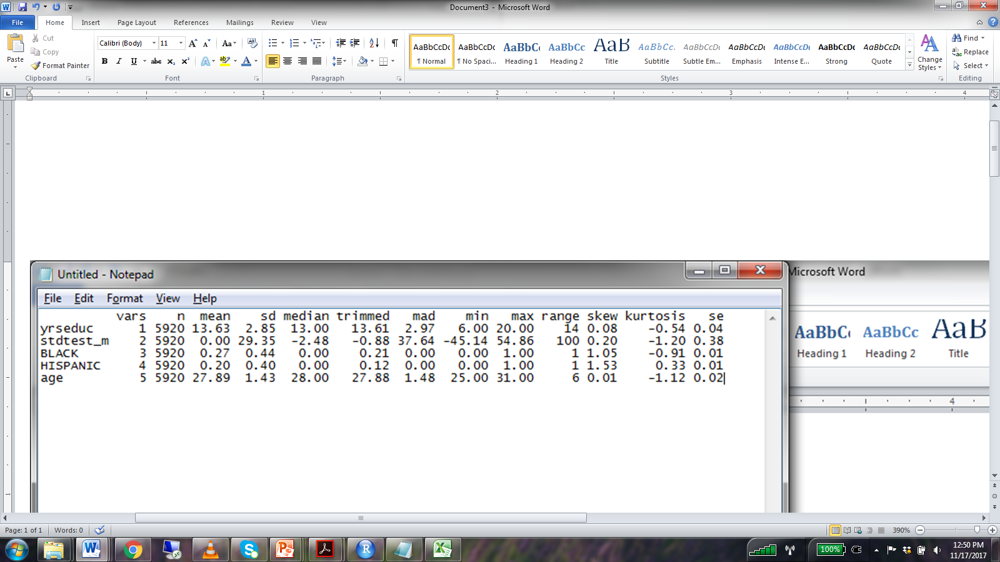 Document3 - Microsoft Word
File Home Insert Page Layout References Mailings Review View
Paste Cut Copy Format Painter
Calibri (Body) 11
AaBbCcDc AaBbCcDc AaBbCc AaBbCc AaB AaBbCc. AaBbCcDc AaBbCcDc AaBbCcDc AaBbCcDc AaBbCcDc
¶ Normal ¶ No Spaci... Heading 1 Heading 2 Title Subtitle Subtle Em... Emphasis Intense E... Strong Quote
Change Styles
Find
Replace
Select
Clipboard Font Paragraph Styles Editing
1 2 3 4
Untitled - Notepad
Microsoft Word
File Edit Format View Help
vars n mean sd median trimmed mad min max range skew kurtosis se
yrseduc 1 5920 13.63 2.85 13.00 13.61 2.97 6.00 20.00 14 0.08 -0.54 0.04
stdtest_m 2 5920 0.00 29.35 -2.48 -0.88 37.64 -45.14 54.86 100 0.20 -1.20 0.38
BLACK 3 5920 0.27 0.44 0.00 0.21 0.00 0.00 1.00 1 1.05 -0.91 0.01
HISPANIC 4 5920 0.20 0.40 0.00 0.12 0.00 0.00 1.00 1 1.53 0.33 0.01
age 5 5920 27.89 1.43 28.00 27.88 1.48 25.00 31.00 6 0.01 -1.12 0.02
AaBbCc AaBbCc AaB
Heading 1 Heading 2 Title
4
1
Page: 1 of 1 Words: 0 390%
100% 12:50 PM
11/17/2017